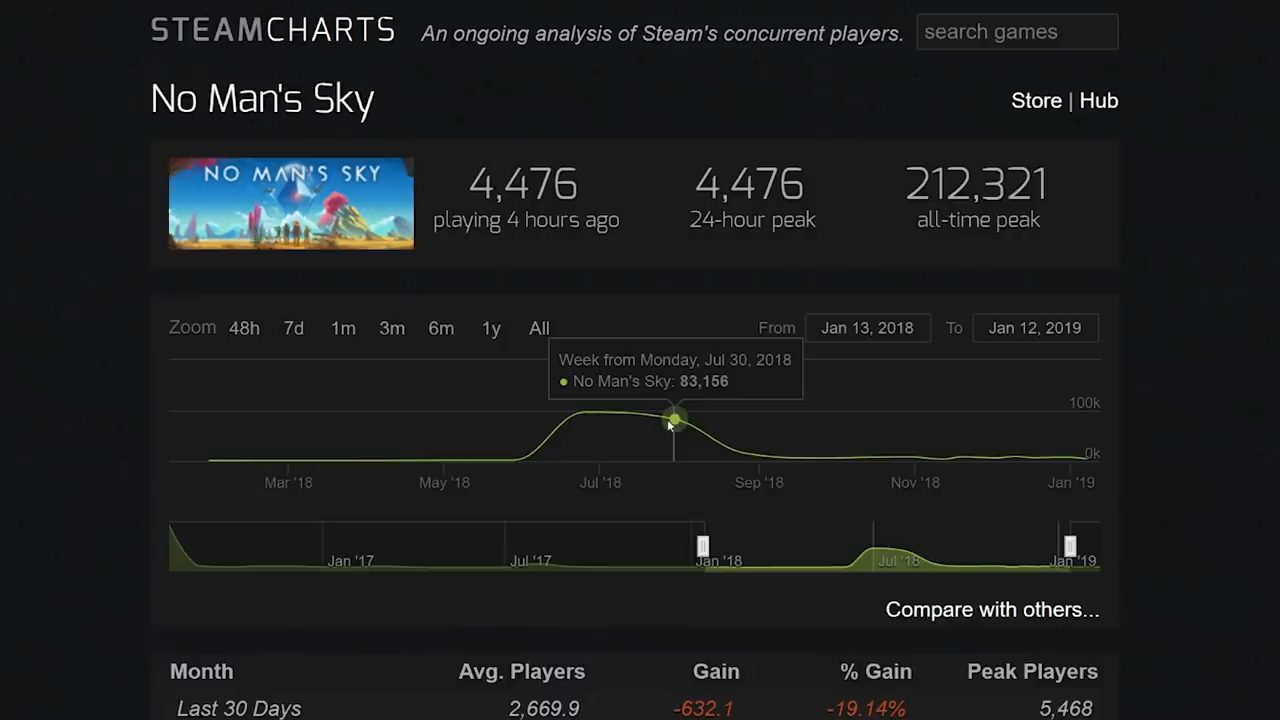 STEAMCHARTS An ongoing analysis of Steam's concurrent players. search games
No Man's Sky Store | Hub
NO MAN'S SKY
4,476 4,476 212,321
playing 4 hours ago 24-hour peak all-time peak
Zoom 48h 7d 1m 3m 6m 1y All From Jan 13, 2018 To Jan 12, 2019
Week from Monday, Jul 30, 2018
● No Man's Sky: 83,156
100k
0k
Mar '18 May '18 Jul '18 Sep '18 Nov '18 Jan '19
Jan '17 Jul '17 Jan '18 Jul '18 Jan '19
Compare with others...
Month Avg. Players Gain % Gain Peak Players
Last 30 Days 2,669.9 -632.1 -19.14% 5,468